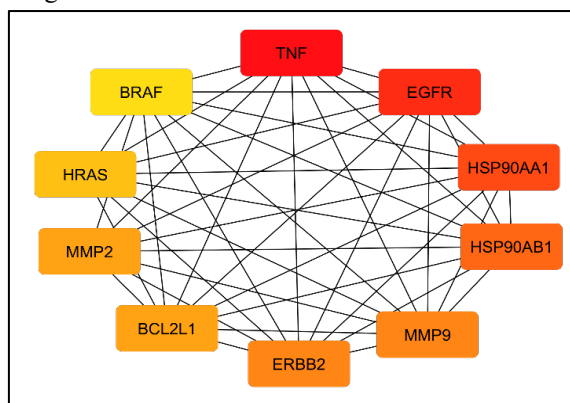 TNF
BRAF
EGFR
HRAS
HSP90AA1
MMP2
HSP90AB1
BCL2L1
MMP9
ERBB2